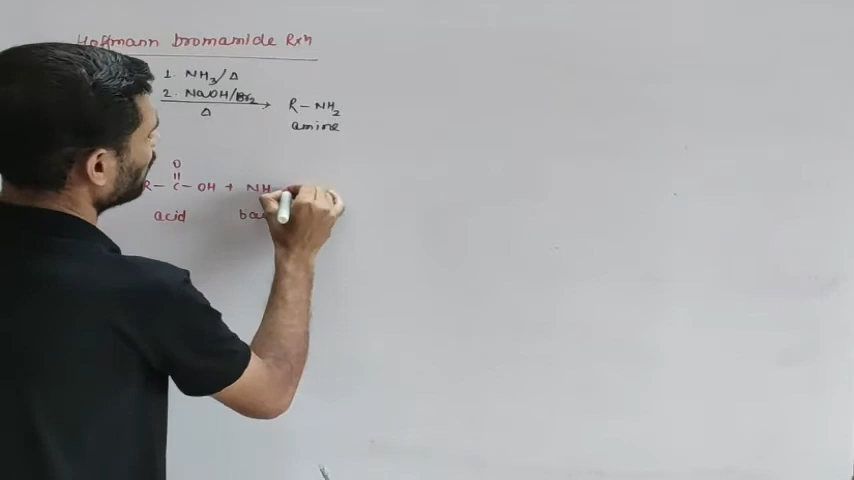 Hoffmann bromamide Rxn
1. NH3/Δ
2. NaOH/Br2
Δ
→ R-NH2
amine
O
||
R-C-OH + NH
acid